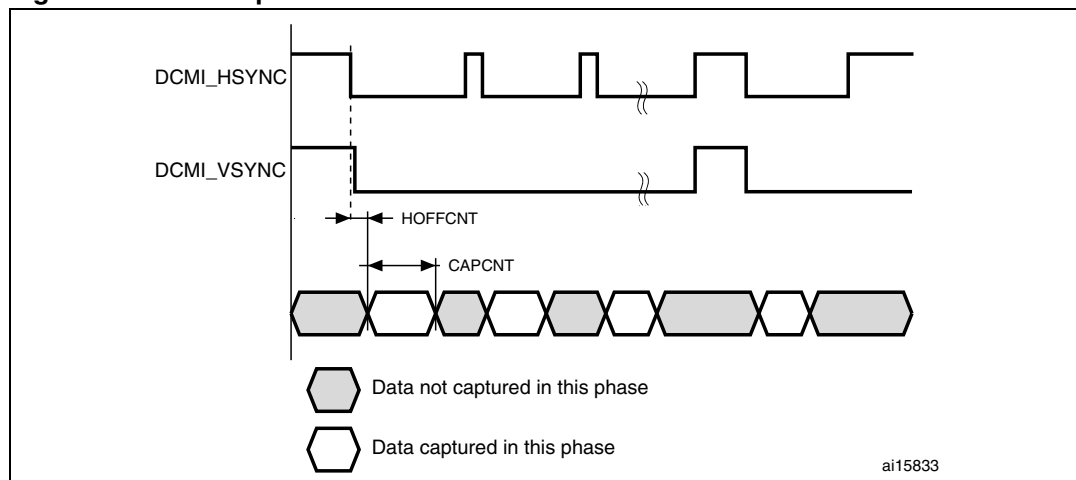 DCMI_HSYNC
DCMI_VSYNC
HOFFCNT
CAPCNT
Data not captured in this phase
Data captured in this phase
ai15833